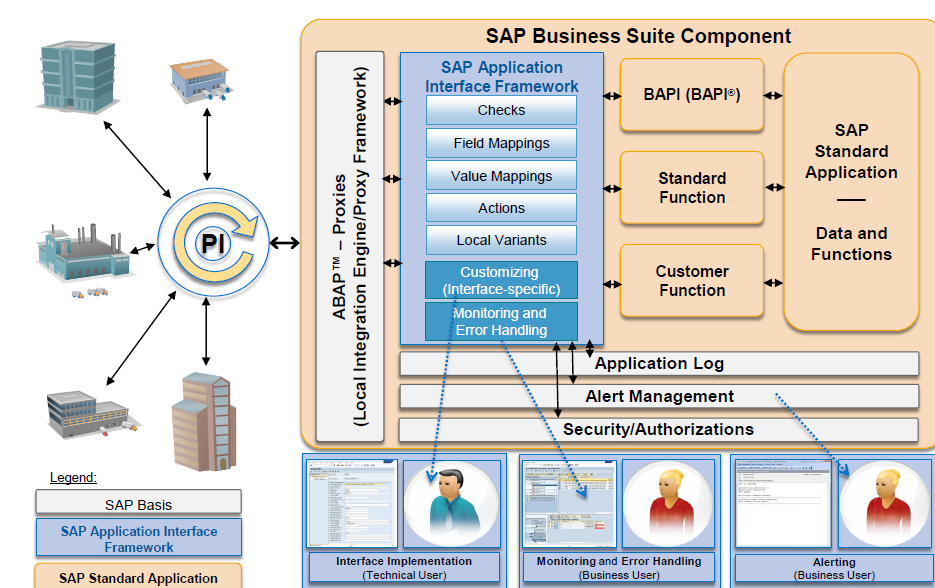 SAP Business Suite Component
ABAP™ – Proxies
(Local Integration Engine/Proxy Framework)
SAP Application
Interface Framework
Checks
Field Mappings
Value Mappings
Actions
Local Variants
Customizing
(Interface-specific)
Monitoring and
Error Handling
BAPI (BAPI®)
Standard
Function
Customer
Function
SAP
Standard
Application
Data and
Functions
PI
Application Log
Alert Management
Security/Authorizations
Legend:
SAP Basis
SAP Application Interface
Framework
SAP Standard Application
Interface Implementation
(Technical User)
Monitoring and Error Handling
(Business User)
Alerting
(Business User)